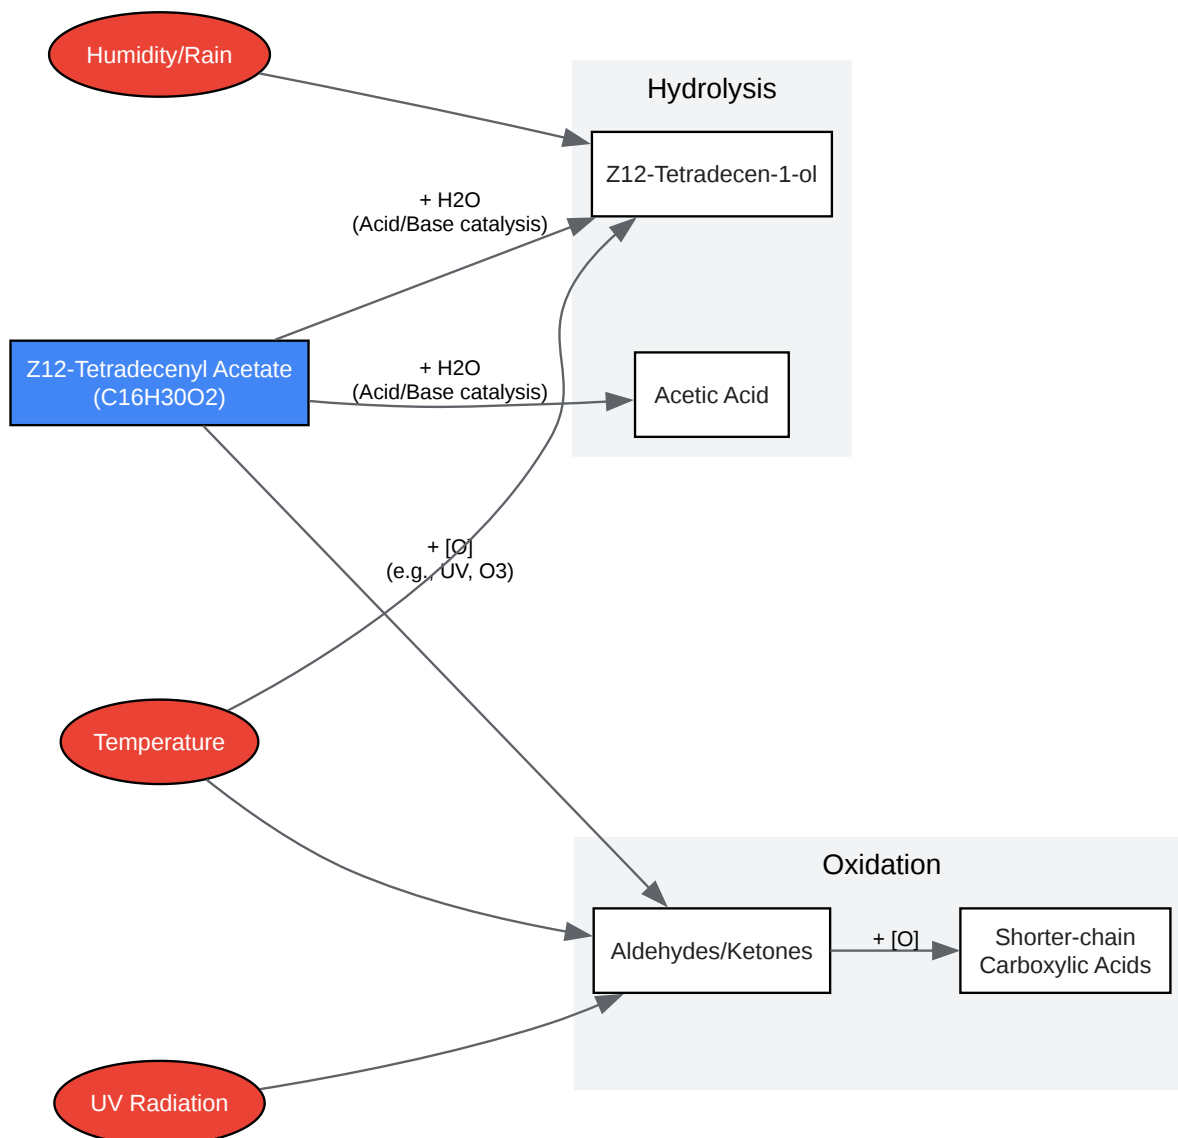 Humidity/Rain
Hydrolysis
Z12-Tetradecen-1-ol
+ H2O
(Acid/Base catalysis)
Z12-Tetradecenyl Acetate
(C16H30O2)
+ H2O
(Acid/Base catalysis)
Acetic Acid
+ [O]
(e.g., UV, O3)
Temperature
Oxidation
Aldehydes/Ketones
+ [O]
Shorter-chain
Carboxylic Acids
UV Radiation